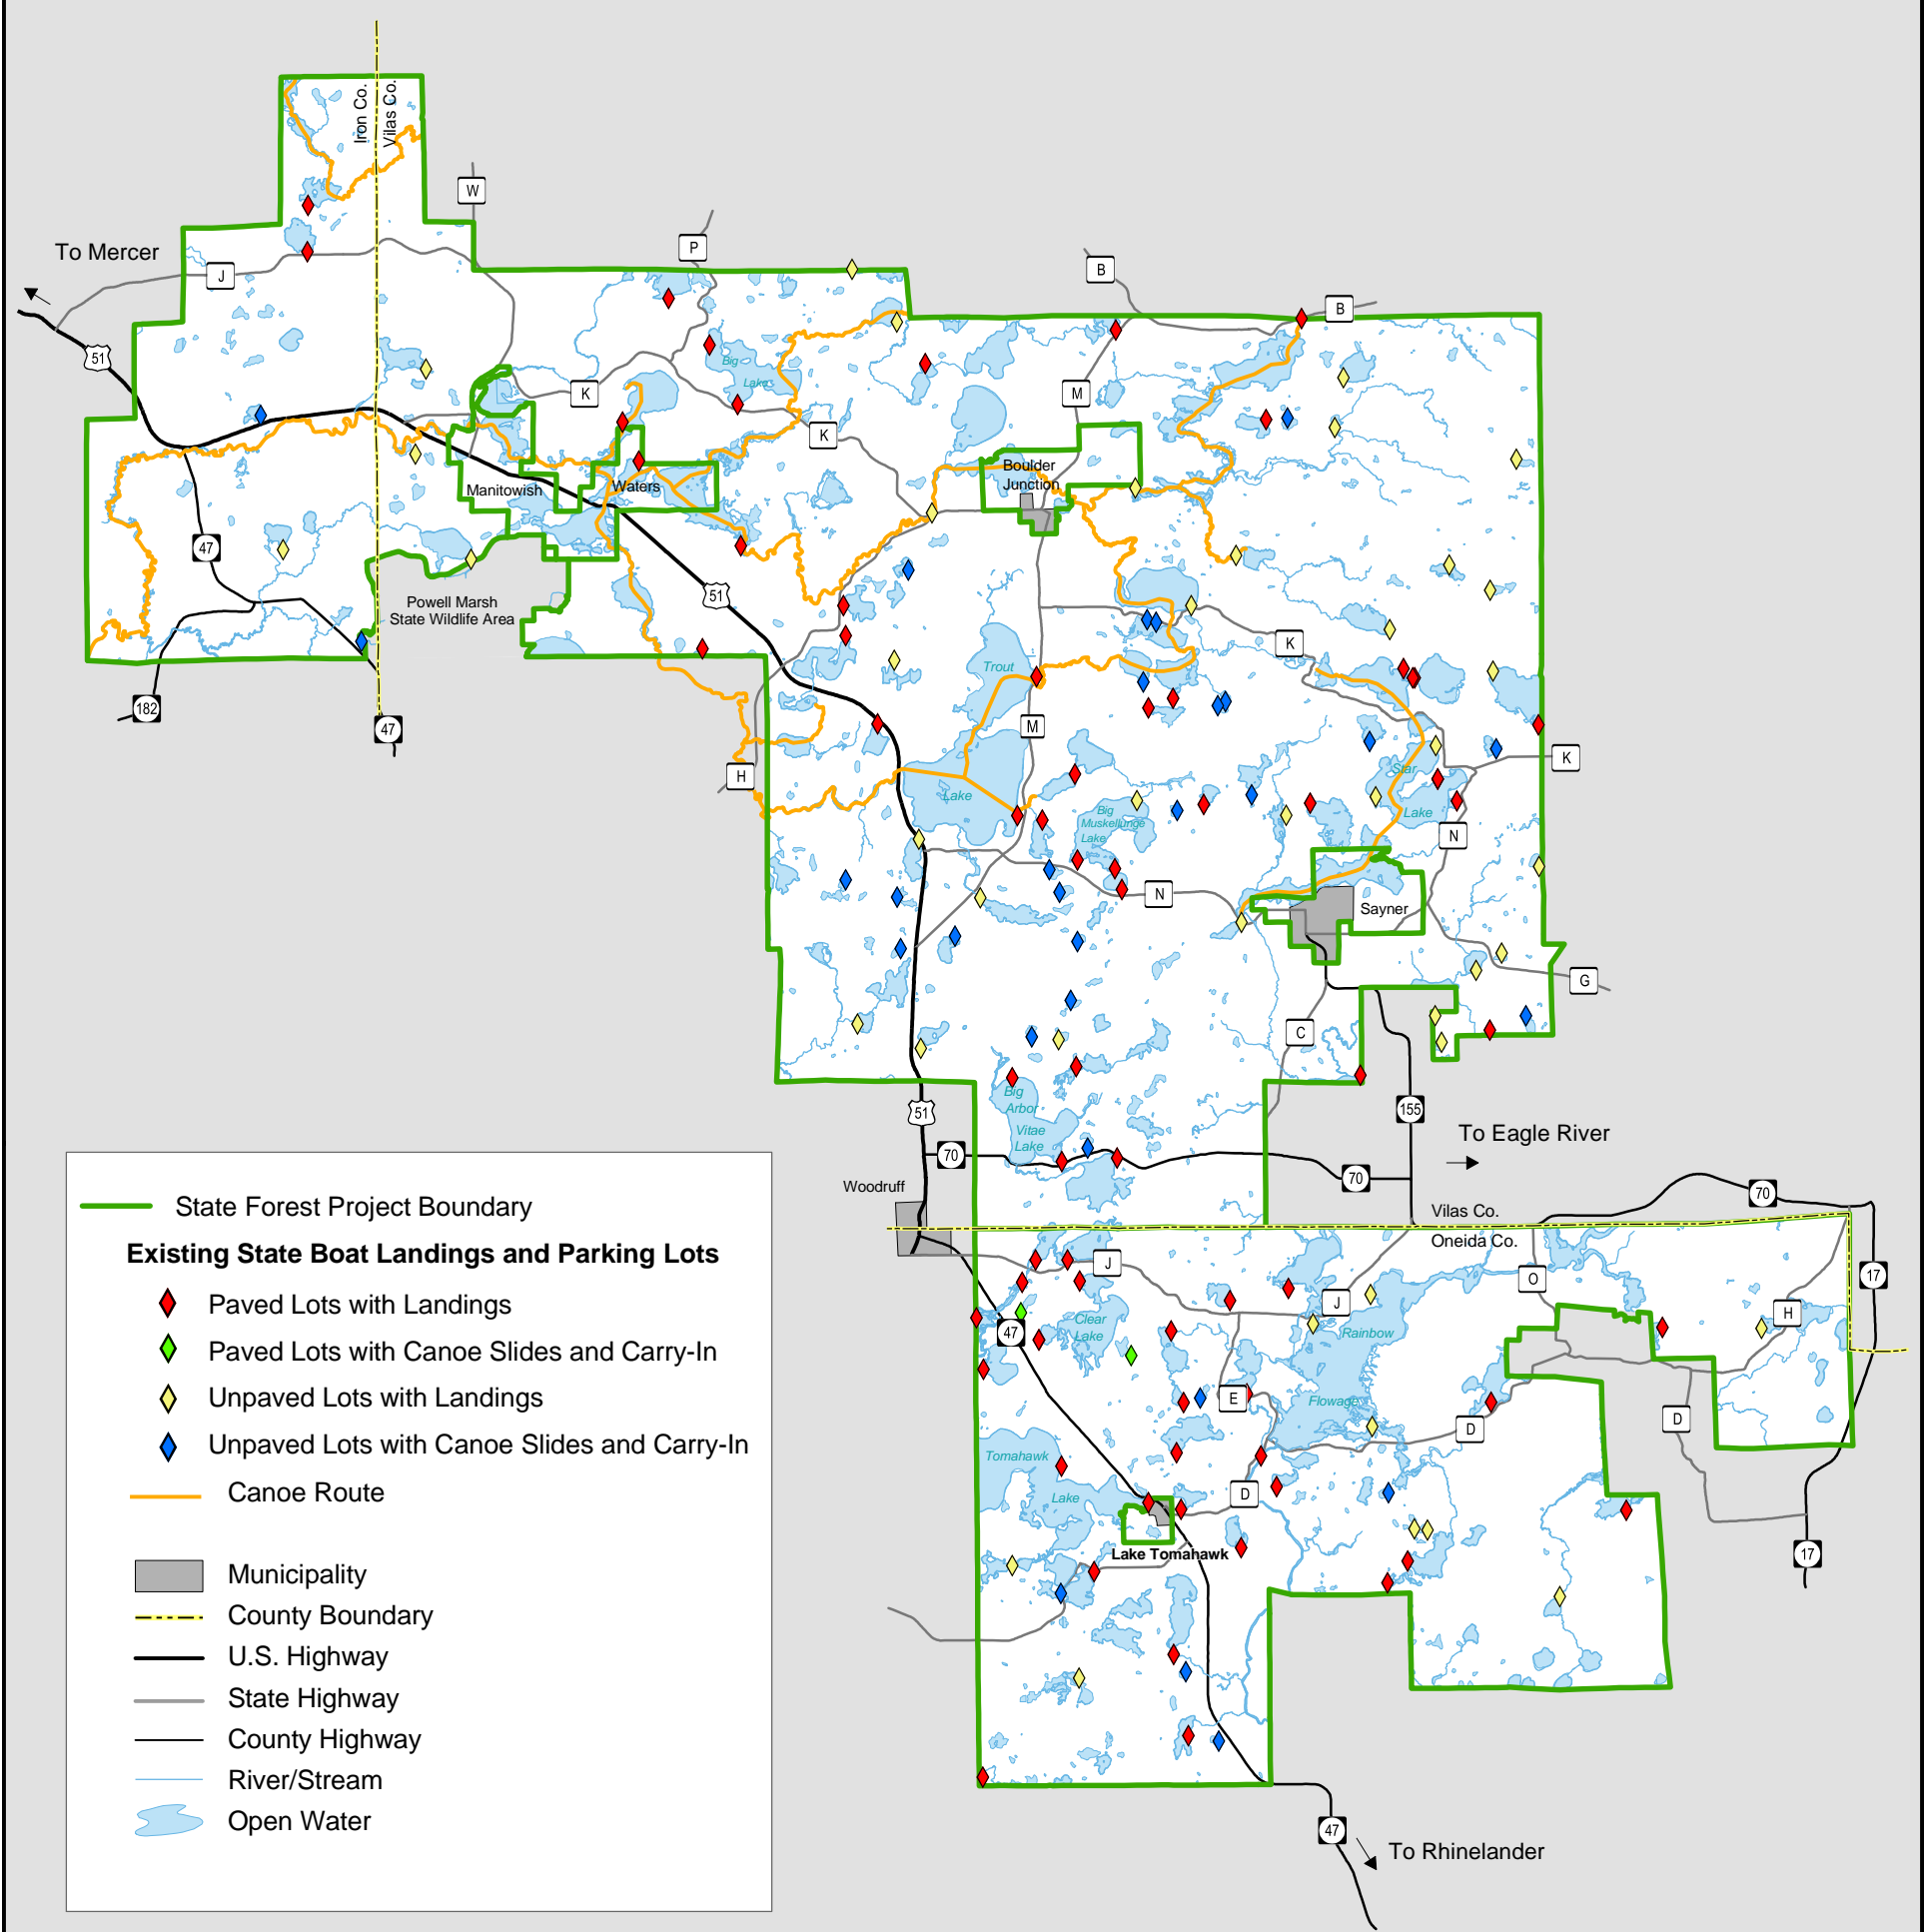 Iron Co.
Vilas Co.
W
To Mercer
J
P
B
B
51
K
Big
Lake
M
K
Boulder
Junction
Manitowish
Waters
47
Powell Marsh
State Wildlife Area
51
K
Trout
182
47
M
H
K
Star
Lake
Lake
Big
Muskellunge
Lake
N
N
Sayner
G
C
Big
Arbor
Vitae
Lake
51
155
To Eagle River
70
70
70
Woodruff
Vilas Co.
Oneida Co.
J
O
17
J
H
47
Clear
Lake
Rainbow
E
Flowage
D
D
Tomahawk
Lake
D
Lake Tomahawk
17
47
To Rhinelander
State Forest Project Boundary
Existing State Boat Landings and Parking Lots
Paved Lots with Landings
Paved Lots with Canoe Slides and Carry-In
Unpaved Lots with Landings
Unpaved Lots with Canoe Slides and Carry-In
Canoe Route
Municipality
County Boundary
U.S. Highway
State Highway
County Highway
River/Stream
Open Water